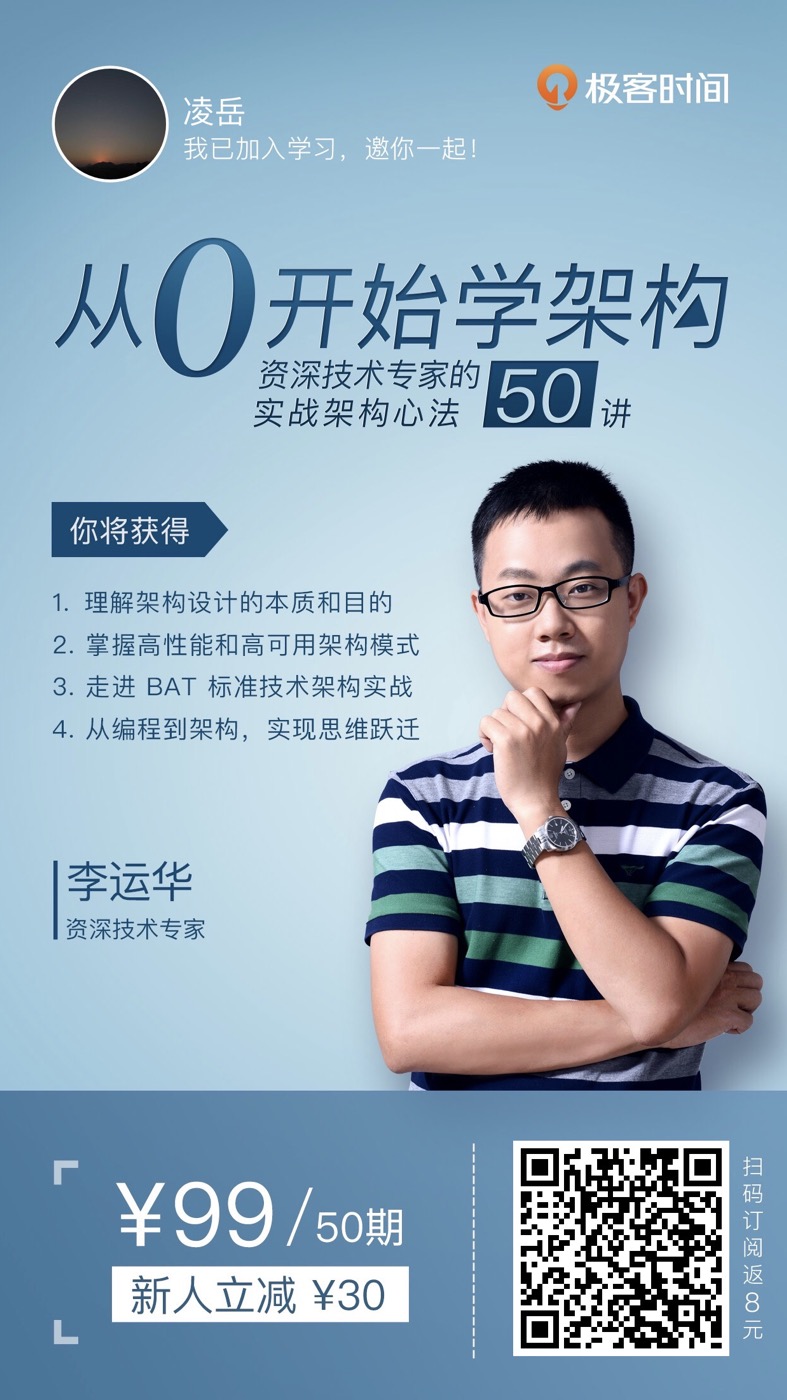 凌岳
我已加入学习，邀你一起！
极客时间
从0开始学架构
资深技术专家的
实战架构心法 50 讲
你将获得
1. 理解架构设计的本质和目的
2. 掌握高性能和高可用架构模式
3. 走进 BAT 标准技术架构实战
4. 从编程到架构，实现思维跃迁
李运华
资深技术专家
¥99/50期
新人立减 ¥30
扫码订阅返8元